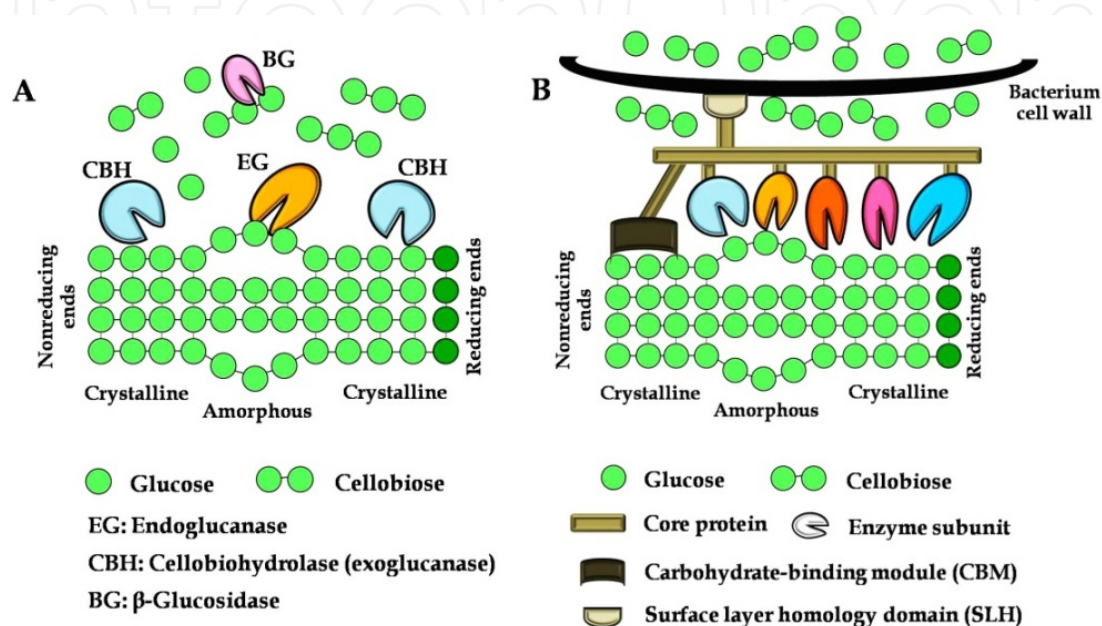 A
BG
CBH
EG
CBH
Nonreducing
ends
Reducing ends
Crystalline
Amorphous
Crystalline
Glucose
Cellobiose
EG: Endoglucanase
CBH: Cellobiohydrolase (exoglucanase)
BG: β-Glucosidase
B
Bacterium
cell wall
Nonreducing
ends
Reducing ends
Crystalline
Amorphous
Crystalline
Glucose
Cellobiose
Core protein
Enzyme subunit
Carbohydrate-binding module (CBM)
Surface layer homology domain (SLH)